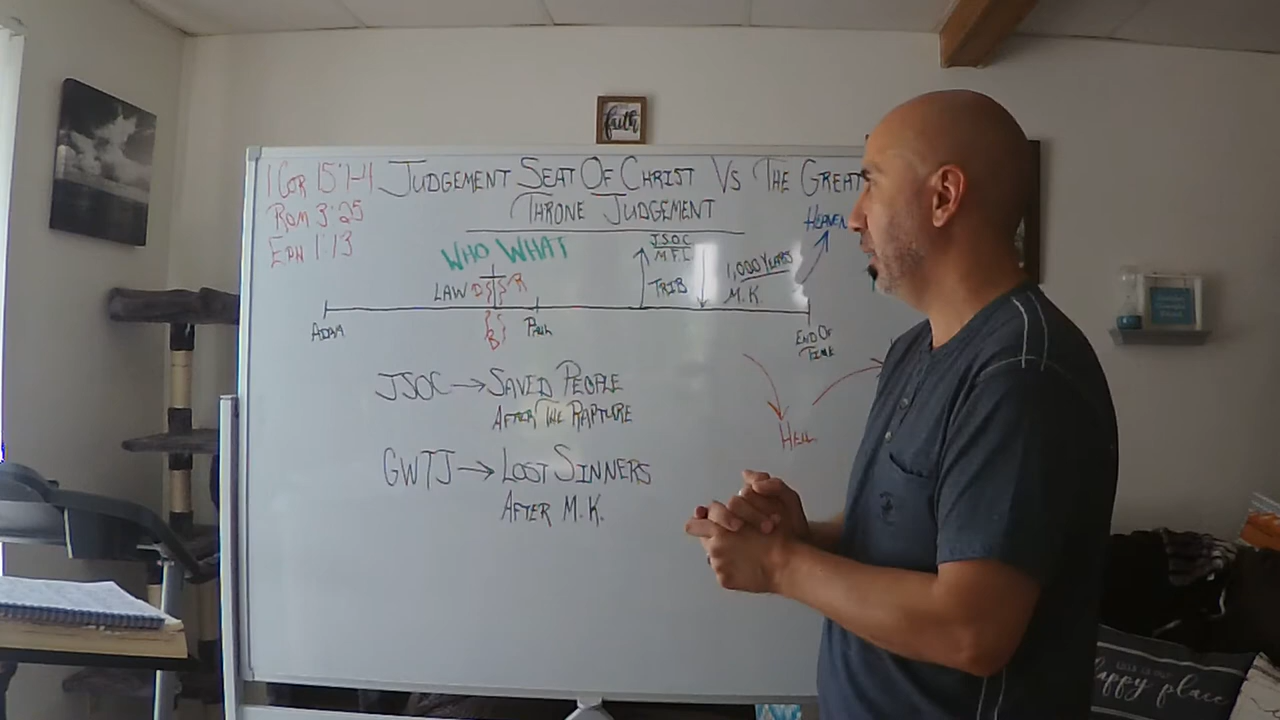 faith
1 Cor 15:1-4
Rom 3:25
Eph 1:13
JUDGEMENT SEAT OF CHRIST VS THE GREAT
THRONE JUDGEMENT
WHO WHAT
HEAVEN
J.S.O.C
M.F.L
LAW D R
TRIB
1,000 YEARS
M.K.
ADAM
B
PAUL
END OF
TIME
JSOC → SAVED PEOPLE
AFTER THE RAPTURE
HELL
GWTJ → LOST SINNERS
AFTER M.K.
happy place